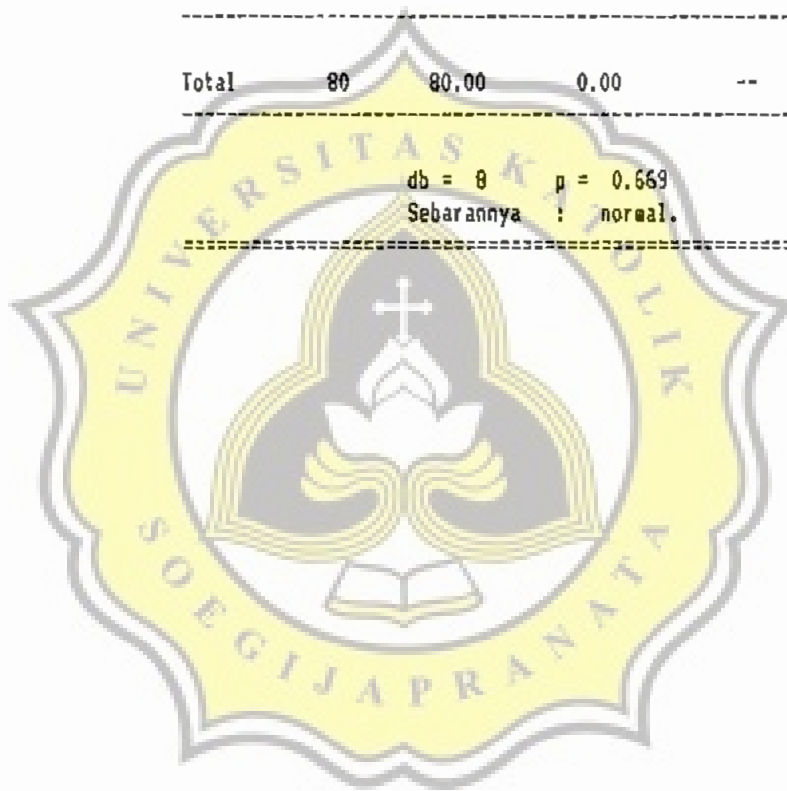 Total 80 80.00 0.00 --
db = 8 p = 0.669
Sebarannya : normal.
UNIVERSITAS KATOLIK
SOEGIJAPRANATA